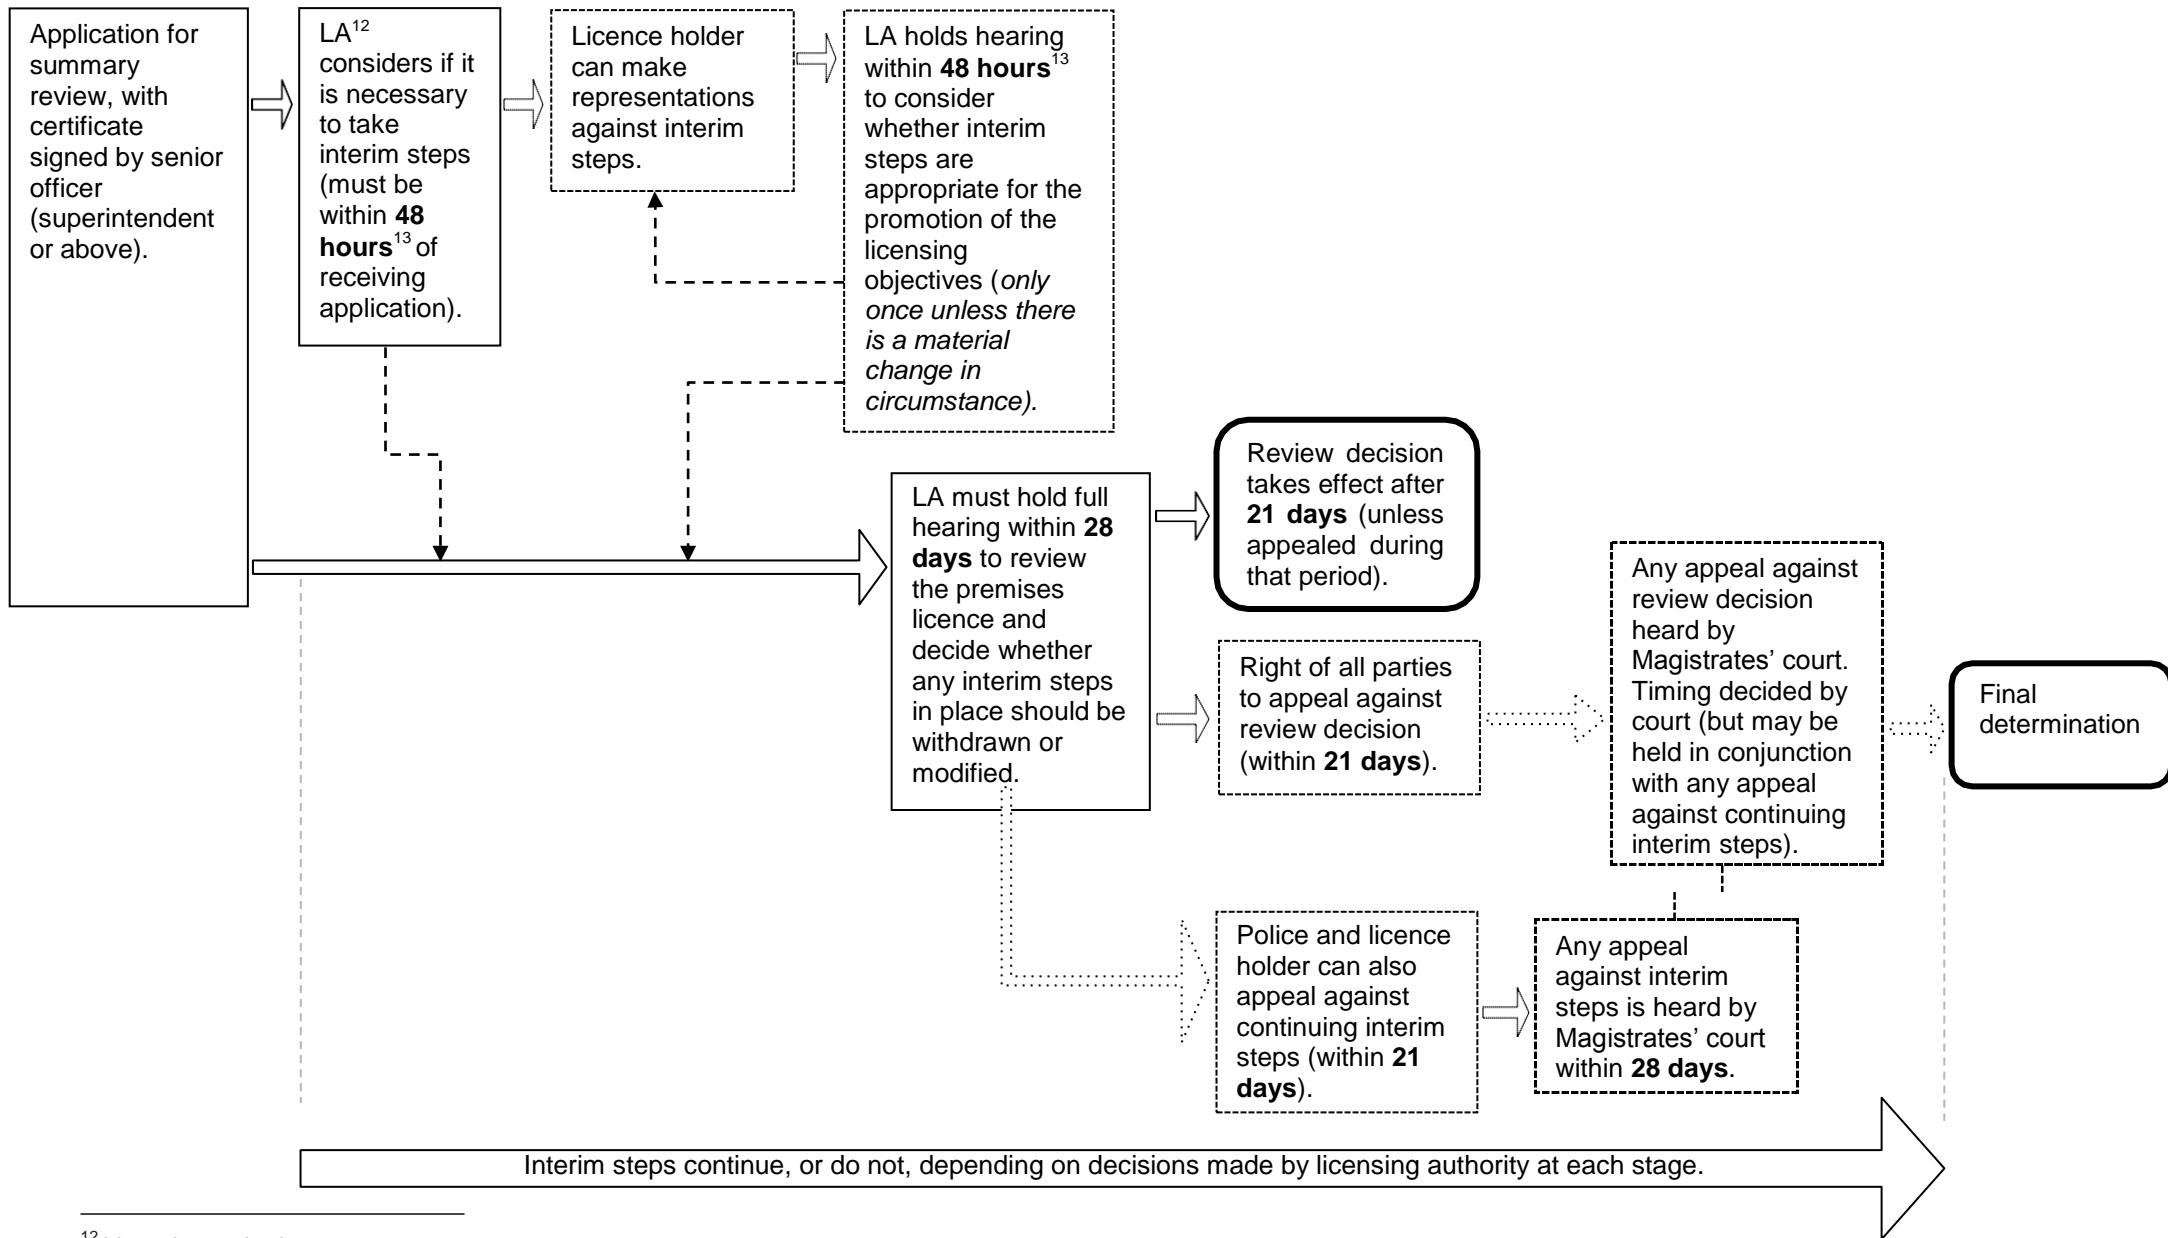 Application for
summary
review, with
certificate
signed by senior
officer
(superintendent
or above).
LA12
considers if it
is necessary
to take
interim steps
(must be
within 48
hours13 of
receiving
application).
Licence holder
can make
representations
against interim
steps.
LA holds hearing
within 48 hours13
to consider
whether interim
steps are
appropriate for the
promotion of the
licensing
objectives (only
once unless there
is a material
change in
circumstance).
LA must hold full
hearing within 28
days to review
the premises
licence and
decide whether
any interim steps
in place should be
withdrawn or
modified.
Review decision
takes effect after
21 days (unless
appealed during
that period).
Right of all parties
to appeal against
review decision
(within 21 days).
Any appeal against
review decision
heard by
Magistrates’ court.
Timing decided by
court (but may be
held in conjunction
with any appeal
against continuing
interim steps).
Final
determination
Police and licence
holder can also
appeal against
continuing interim
steps (within 21
days).
Any appeal
against interim
steps is heard by
Magistrates’ court
within 28 days.
Interim steps continue, or do not, depending on decisions made by licensing authority at each stage.
12